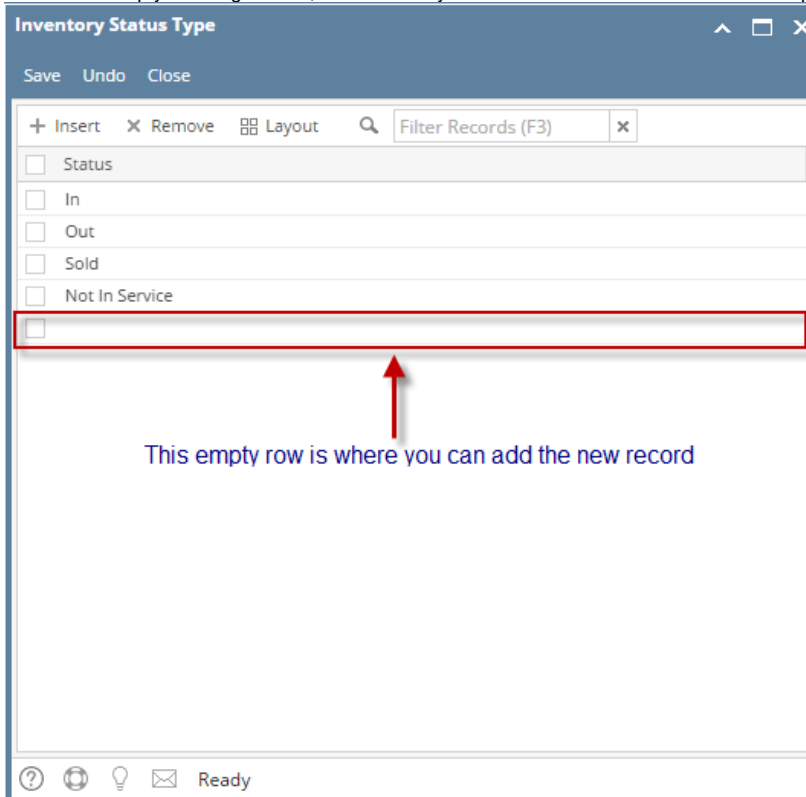 Inventory Status Type
Save Undo Close
Insert Remove Layout Filter Records (F3)
Status
In
Out
Sold
Not In Service
This empty row is where you can add the new record
Ready